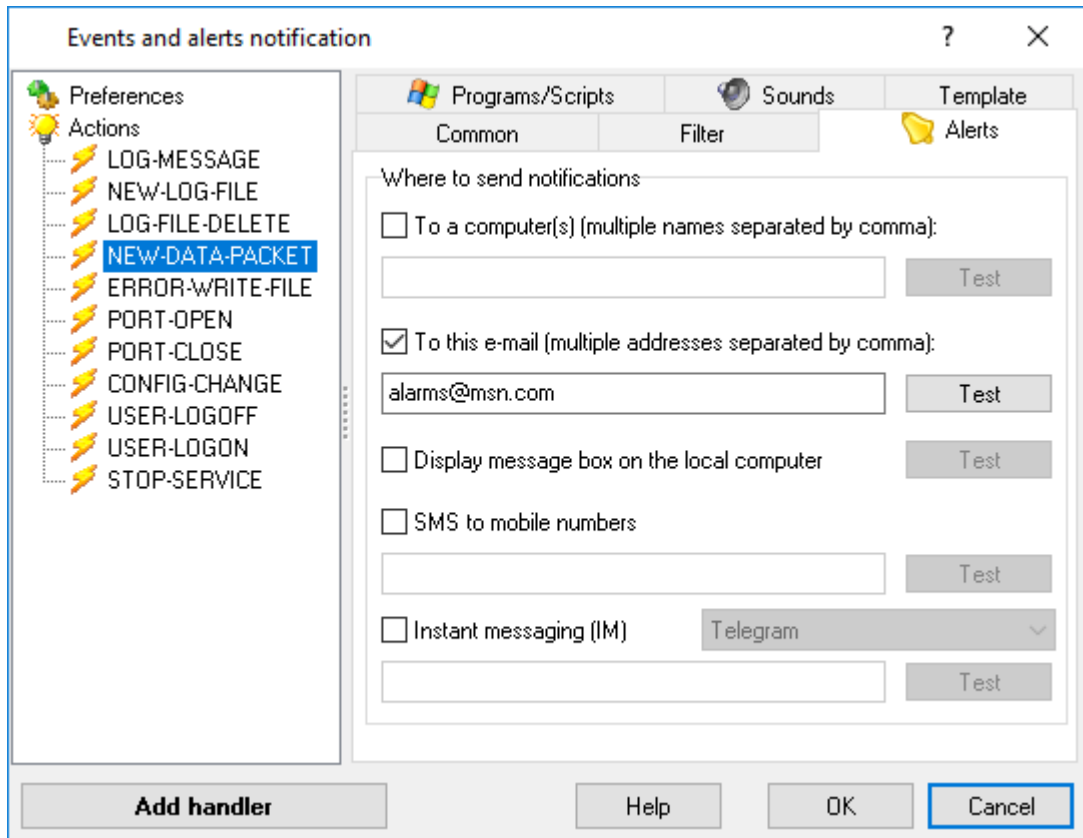 Events and alerts notification
?
Preferences
Actions
LOG-MESSAGE
NEW-LOG-FILE
LOG-FILE-DELETE
NEW-DATA-PACKET
ERROR-WRITE-FILE
PORT-OPEN
PORT-CLOSE
CONFIG-CHANGE
USER-LOGOFF
USER-LOGON
STOP-SERVICE
Programs/Scripts
Sounds
Template
Common
Filter
Alerts
Where to send notifications
To a computer(s) (multiple names separated by comma):
Test
To this e-mail (multiple addresses separated by comma):
alarms@msn.com
Test
Display message box on the local computer
Test
SMS to mobile numbers
Test
Instant messaging (IM)
Telegram
Test
Add handler
Help
OK
Cancel